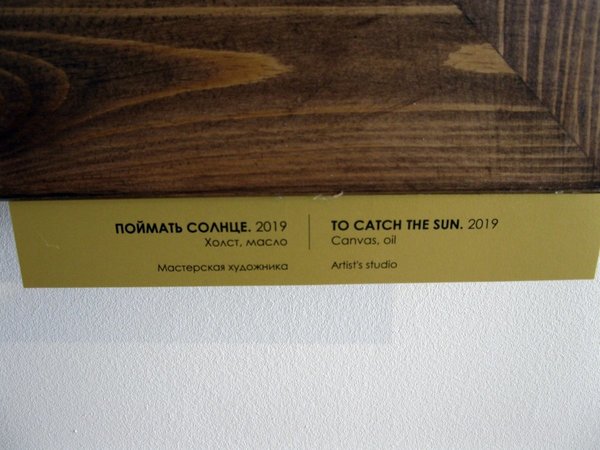 ПОЙМАТЬ СОЛНЦЕ. 2019
Холст, масло
Мастерская художника
TO CATCH THE SUN. 2019
Canvas, oil
Artist's studio